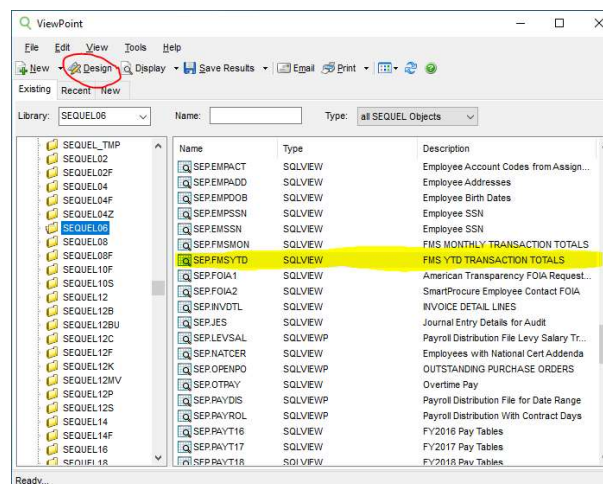 ViewPoint
File Edit View Tools Help
New Design Display Save Results Email Print
Existing Recent New
Library: SEQUEL06 Name: Type: all SEQUEL Objects
SEQUEL_TMP
SEQUEL02
SEQUEL02F
SEQUEL04
SEQUEL04F
SEQUEL04Z
SEQUEL06
SEQUEL08
SEQUEL08F
SEQUEL10F
SEQUEL10S
SEQUEL12
SEQUEL12B
SEQUEL12BU
SEQUEL12C
SEQUEL12F
SEQUEL12K
SEQUEL12MV
SEQUEL12P
SEQUEL12S
SEQUEL14
SEQUEL14F
SEQUEL16
SEQUEL18
Name Type Description
SEP.EMPACT SQLVIEW Employee Account Codes from Assign...
SEP.EMPADD SQLVIEW Employee Addresses
SEP.EMPDOB SQLVIEW Employee Birth Dates
SEP.EMPSSN SQLVIEW Employee SSN
SEP.EMSSN SQLVIEW Employee SSN
SEP.FMSMON SQLVIEW FMS MONTHLY TRANSACTION TOTALS
SEP.FMSYTD SQLVIEW FMS YTD TRANSACTION TOTALS
SEP.FOIA1 SQLVIEW American Transparency FOIA Request...
SEP.FOIA2 SQLVIEW SmartProcure Employee Contact FOIA
SEP.INVDTL SQLVIEW INVOICE DETAIL LINES
SEP.JES SQLVIEW Journal Entry Details for Audit
SEP.LEVSAL SQLVIEWP Payroll Distribution File Levy Salary Tr...
SEP.NATCER SQLVIEW Employees with National Cert Addenda
SEP.OPENPO SQLVIEWP OUTSTANDING PURCHASE ORDERS
SEP.OTPAY SQLVIEW Overtime Pay
SEP.PAYDIS SQLVIEWP Payroll Distribution File for Date Range
SEP.PAYROL SQLVIEWP Payroll Distribution With Contract Days
SEP.PAYT16 SQLVIEW FY2016 Pay Tables
SEP.PAYT17 SQLVIEW FY2017 Pay Tables
SEP.PAYT18 SQLVIEW FY2018 Pay Tables
Ready...